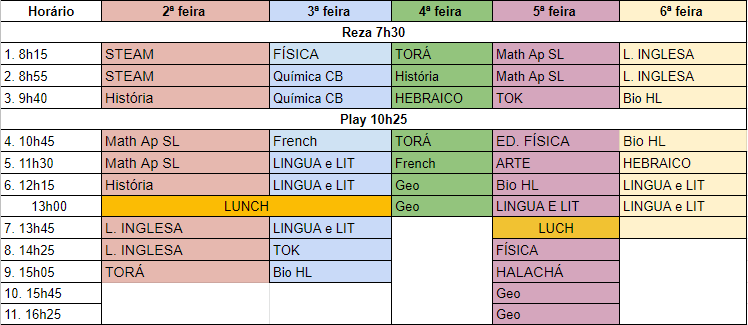 Horário 2ª feira 3ª feira 4ª feira 5ª feira 6ª feira
Reza 7h30
1. 8h15 STEAM FÍSICA TORÁ Math Ap SL L. INGLESA
2. 8h55 STEAM Química CB História Math Ap SL L. INGLESA
3. 9h40 História Química CB HEBRAICO TOK Bio HL
Play 10h25
4. 10h45 Math Ap SL French TORÁ ED. FÍSICA Bio HL
5. 11h30 Math Ap SL LINGUA e LIT French ARTE HEBRAICO
6. 12h15 História LINGUA e LIT Geo Bio HL LINGUA e LIT
13h00 LUNCH Geo LINGUA E LIT LINGUA e LIT
7. 13h45 L. INGLESA LINGUA e LIT LUCH
8. 14h25 L. INGLESA TOK FÍSICA
9. 15h05 TORÁ Bio HL HALACHÁ
10. 15h45 Geo
11. 16h25 Geo